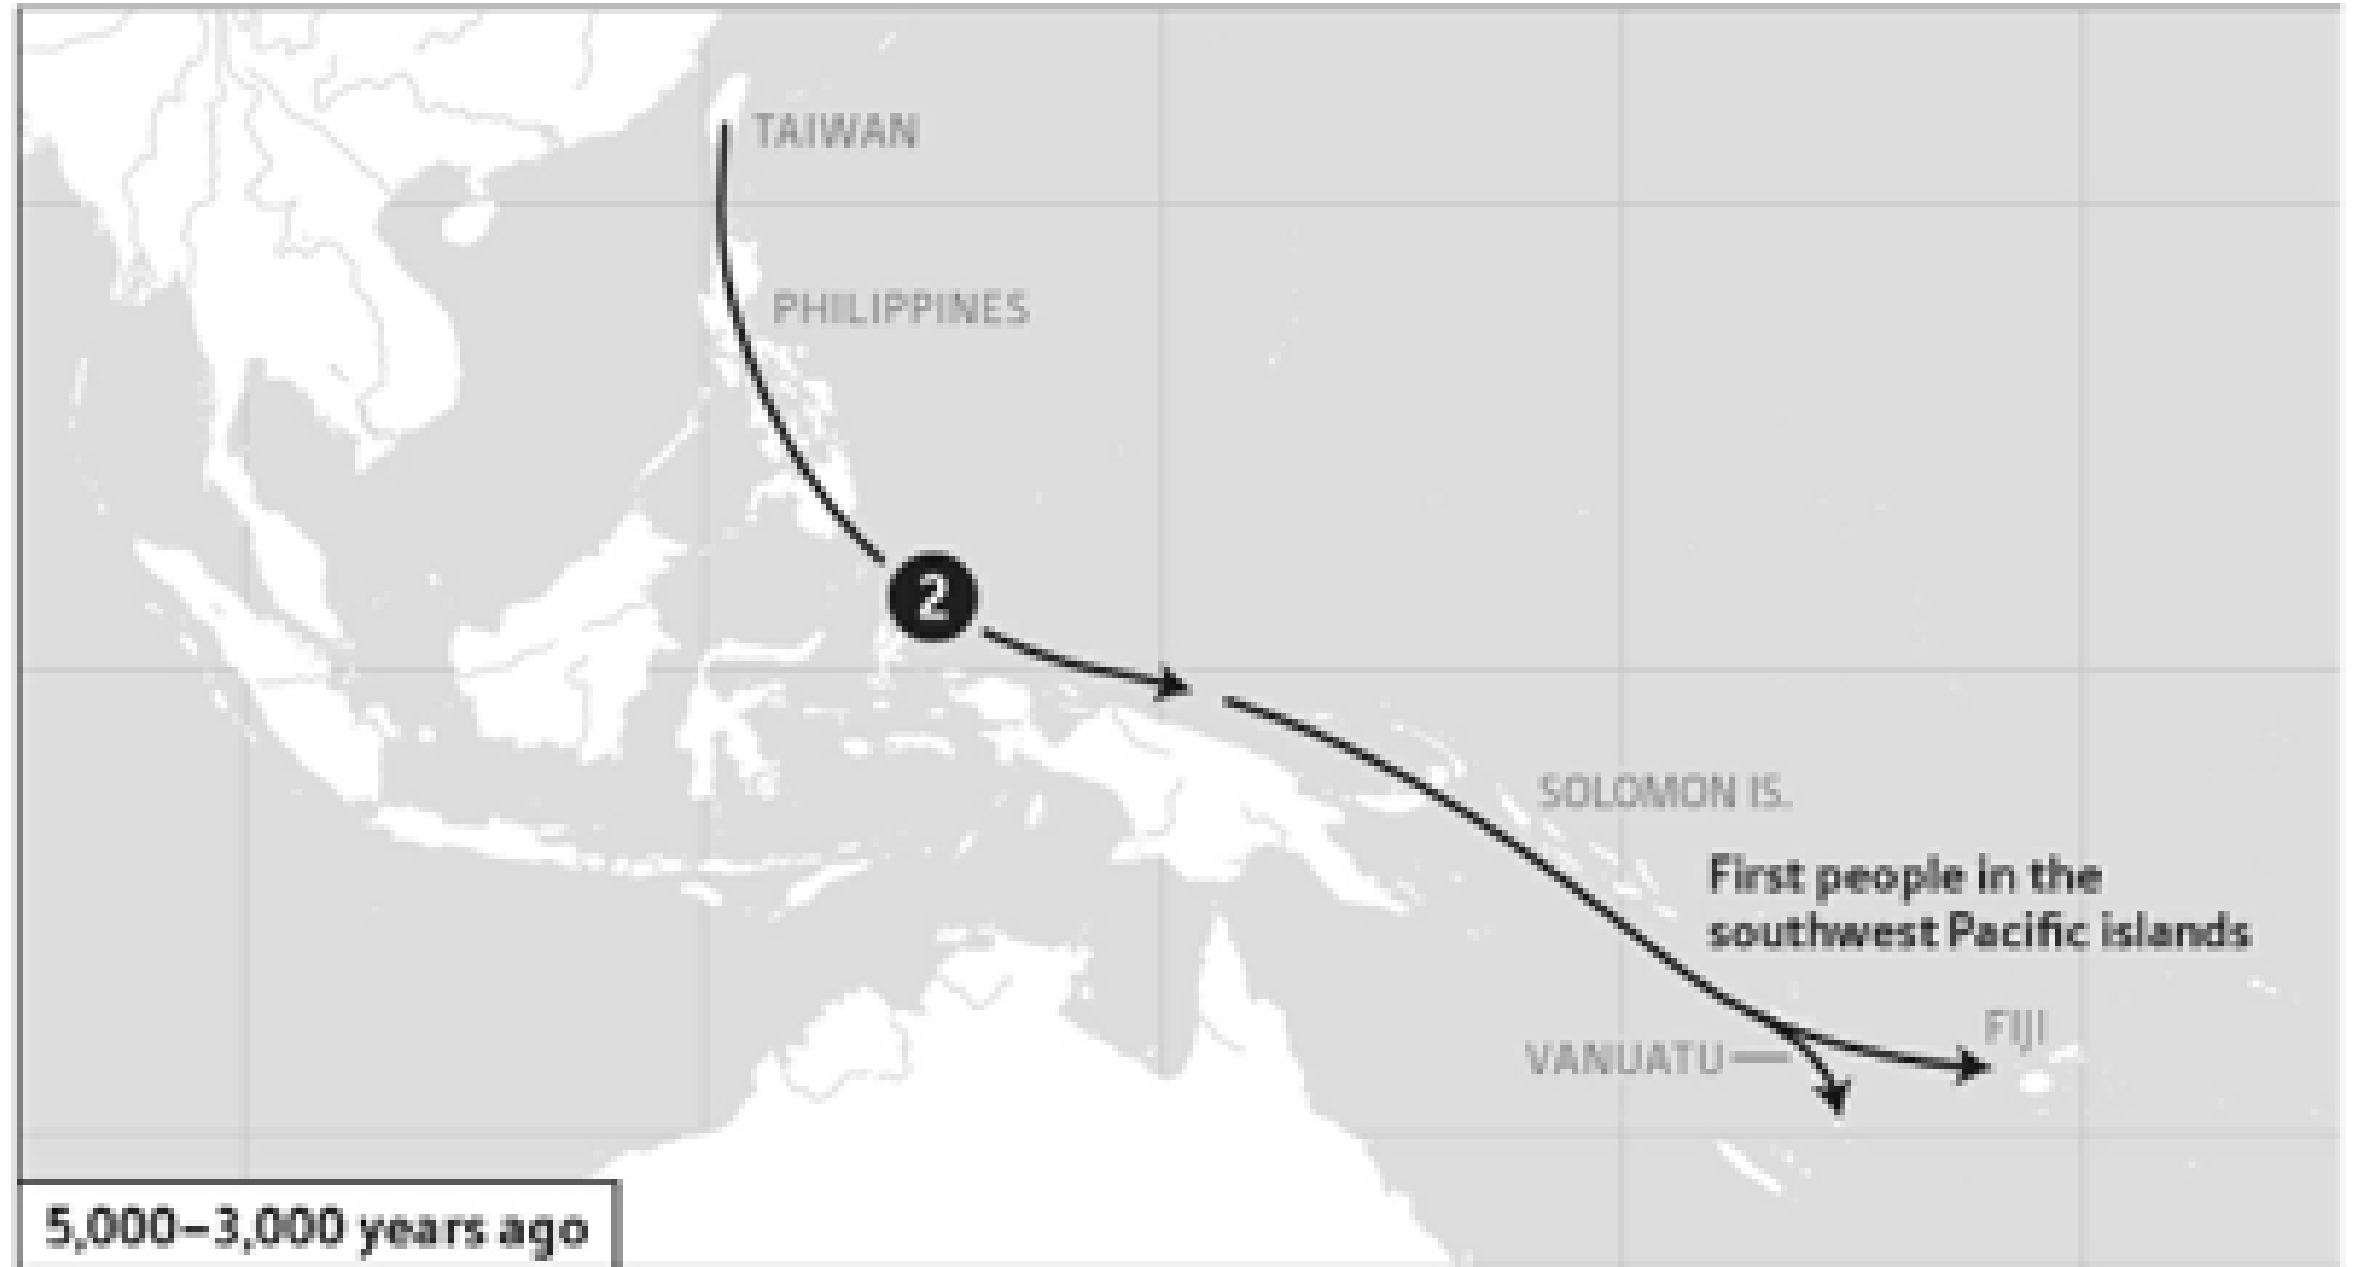 TAIWAN
PHILIPPINES
2
SOLOMON IS.
First people in the
southwest Pacific islands
FIJI
VANUATU
5,000–3,000 years ago